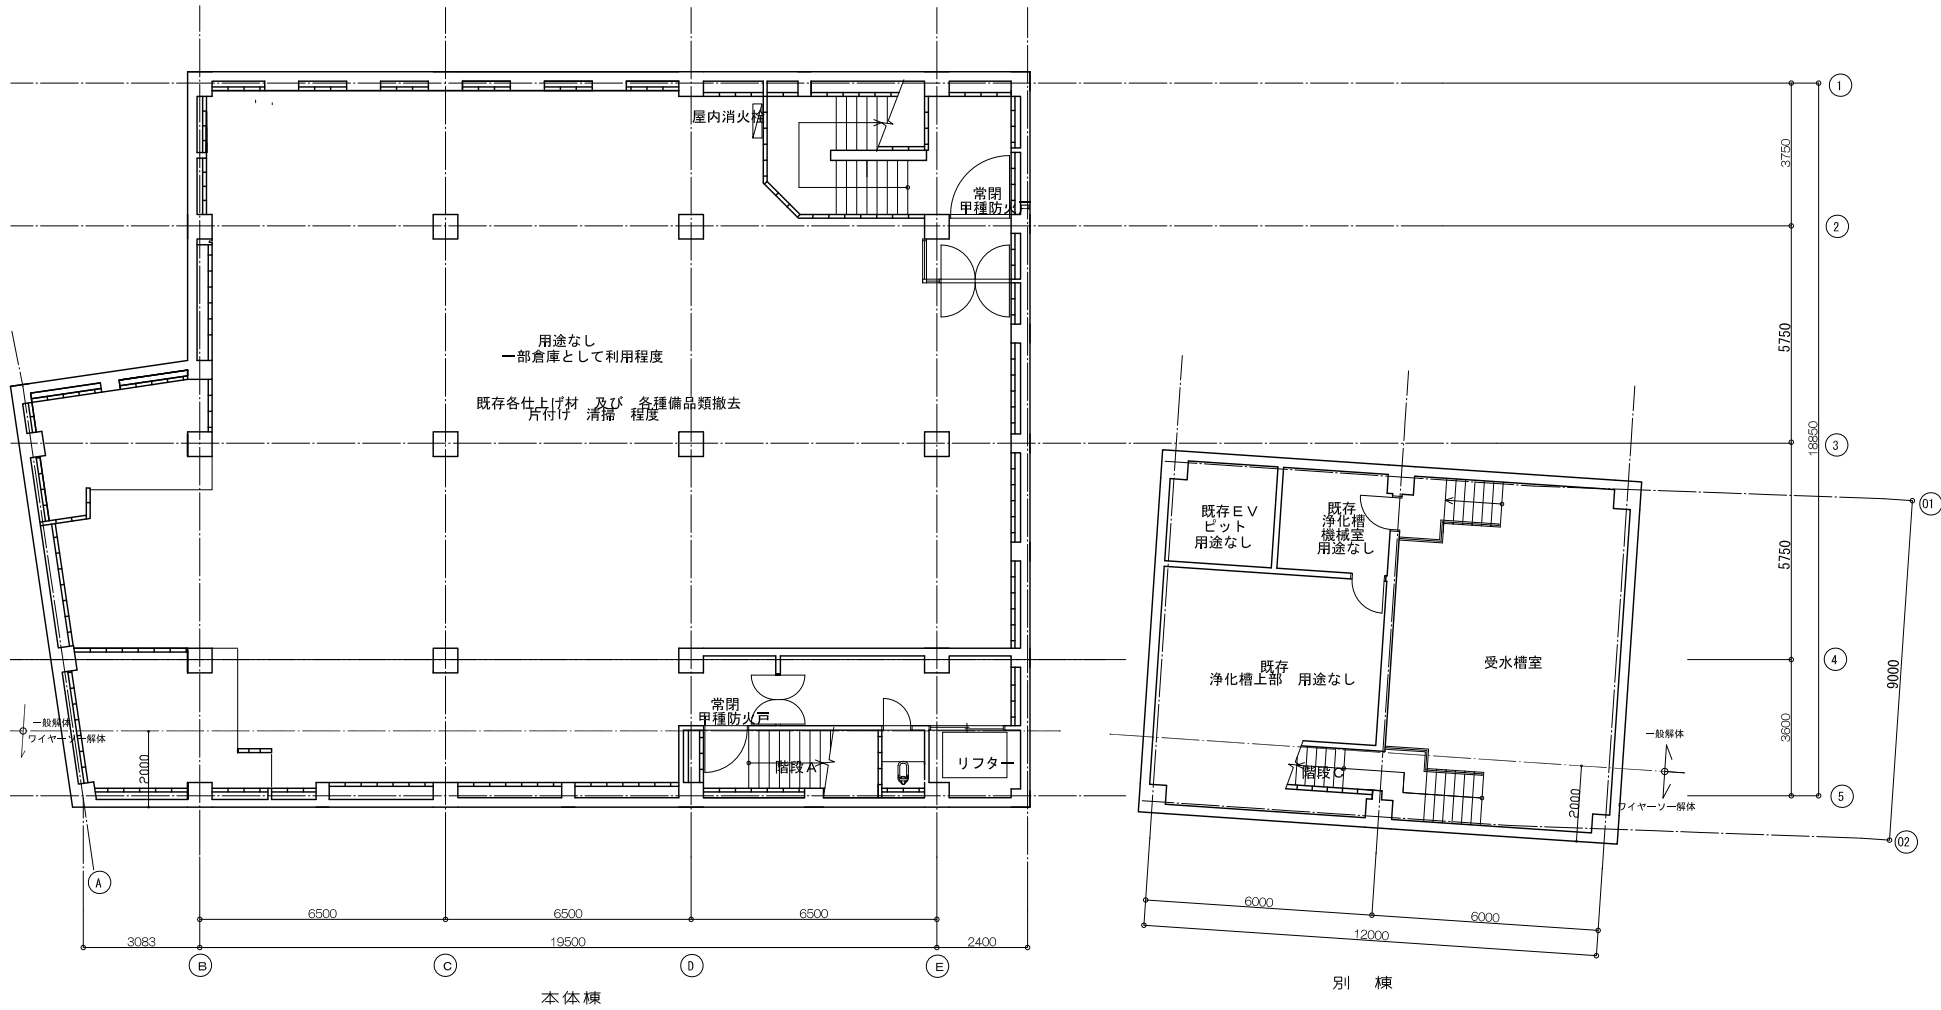 1
屋内消火栓
3750
常閉
甲種防火
2
用途なし
一部倉庫として利用程度
5750
既存各仕上げ材　及び　各種備品類撤去
片付け　清掃　程度
18850
3
01
既存ＥＶ
ピット
用途なし
既存
浄化槽
機械室
用途なし
5750
4
受水槽室
既存
浄化槽上部　用途なし
9000
常閉
甲種防火戸
一般解体
ワイヤーソー解体
2000
階段A
リフター
階段C
3600
一般解体
ワイヤーソー解体
2000
5
02
A
6500
6500
6500
3083
19500
2400
B
C
D
E
6000
6000
12000
本体棟
別　棟